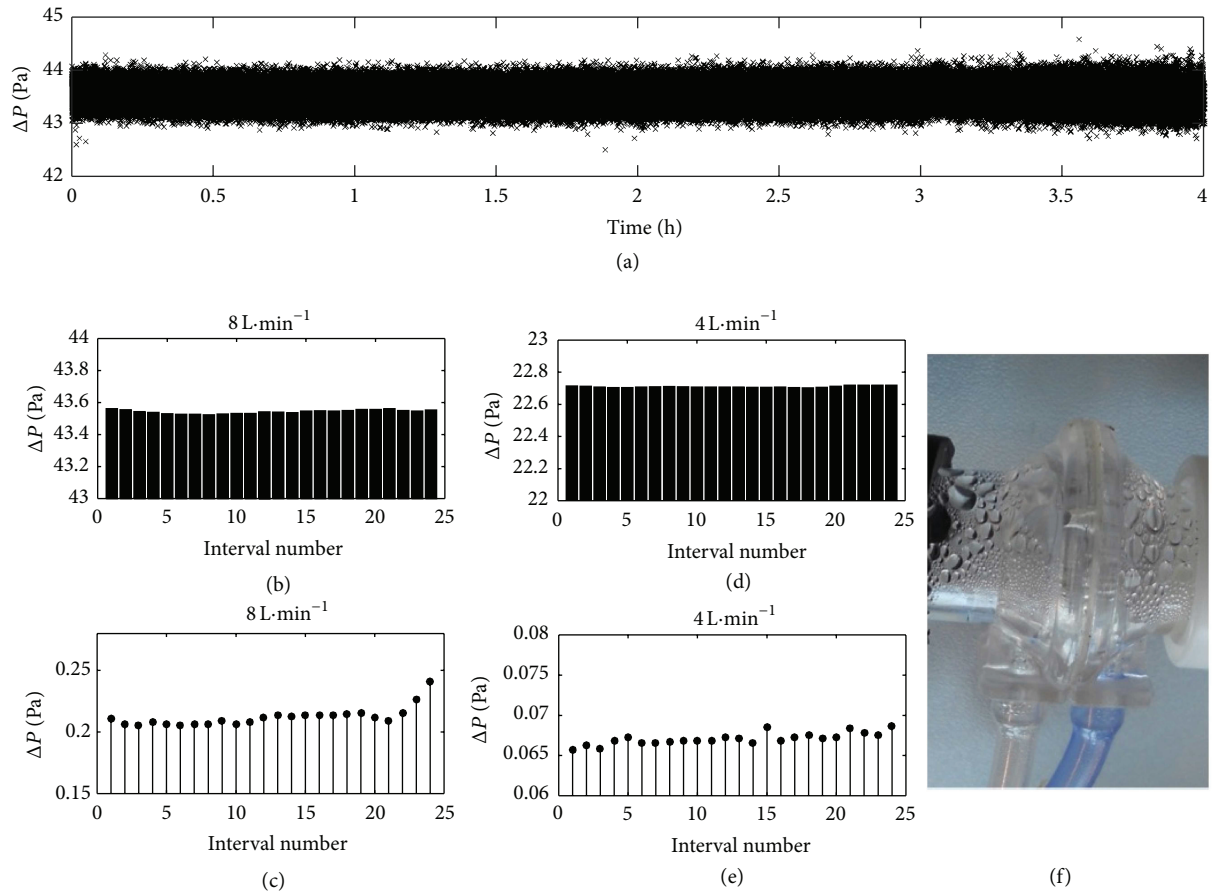 45
44
43
42
ΔP (Pa)
0 0.5 1 1.5 2 2.5 3 3.5 4
Time (h)
(a)
8 L·min⁻¹
44
43.8
43.6
43.4
43.2
43
ΔP (Pa)
0 5 10 15 20 25
Interval number
(b)
4 L·min⁻¹
23
22.8
22.6
22.4
22.2
22
ΔP (Pa)
0 5 10 15 20 25
Interval number
(d)
8 L·min⁻¹
0.25
0.2
0.15
ΔP (Pa)
0 5 10 15 20 25
Interval number
(c)
4 L·min⁻¹
0.08
0.075
0.07
0.065
0.06
ΔP (Pa)
0 5 10 15 20 25
Interval number
(e)
(f)